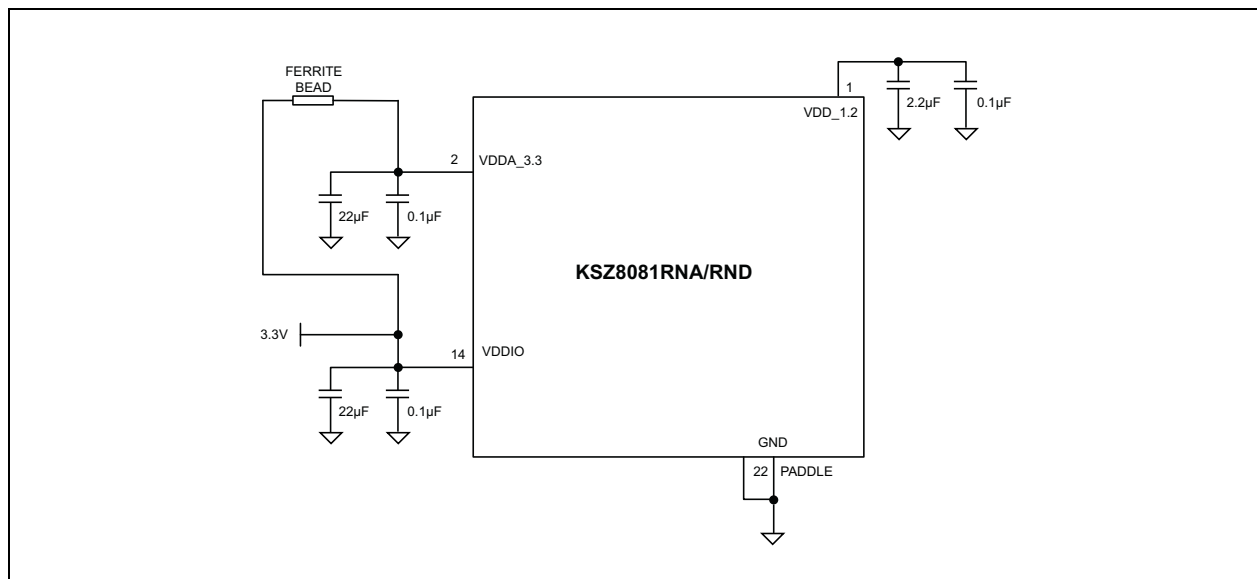 FERRITE
BEAD
1
VDD_1.2
2.2µF
0.1µF
2
VDDA_3.3
22µF
0.1µF
KSZ8081RNA/RND
3.3V
14
VDDIO
22µF
0.1µF
GND
22
PADDLE